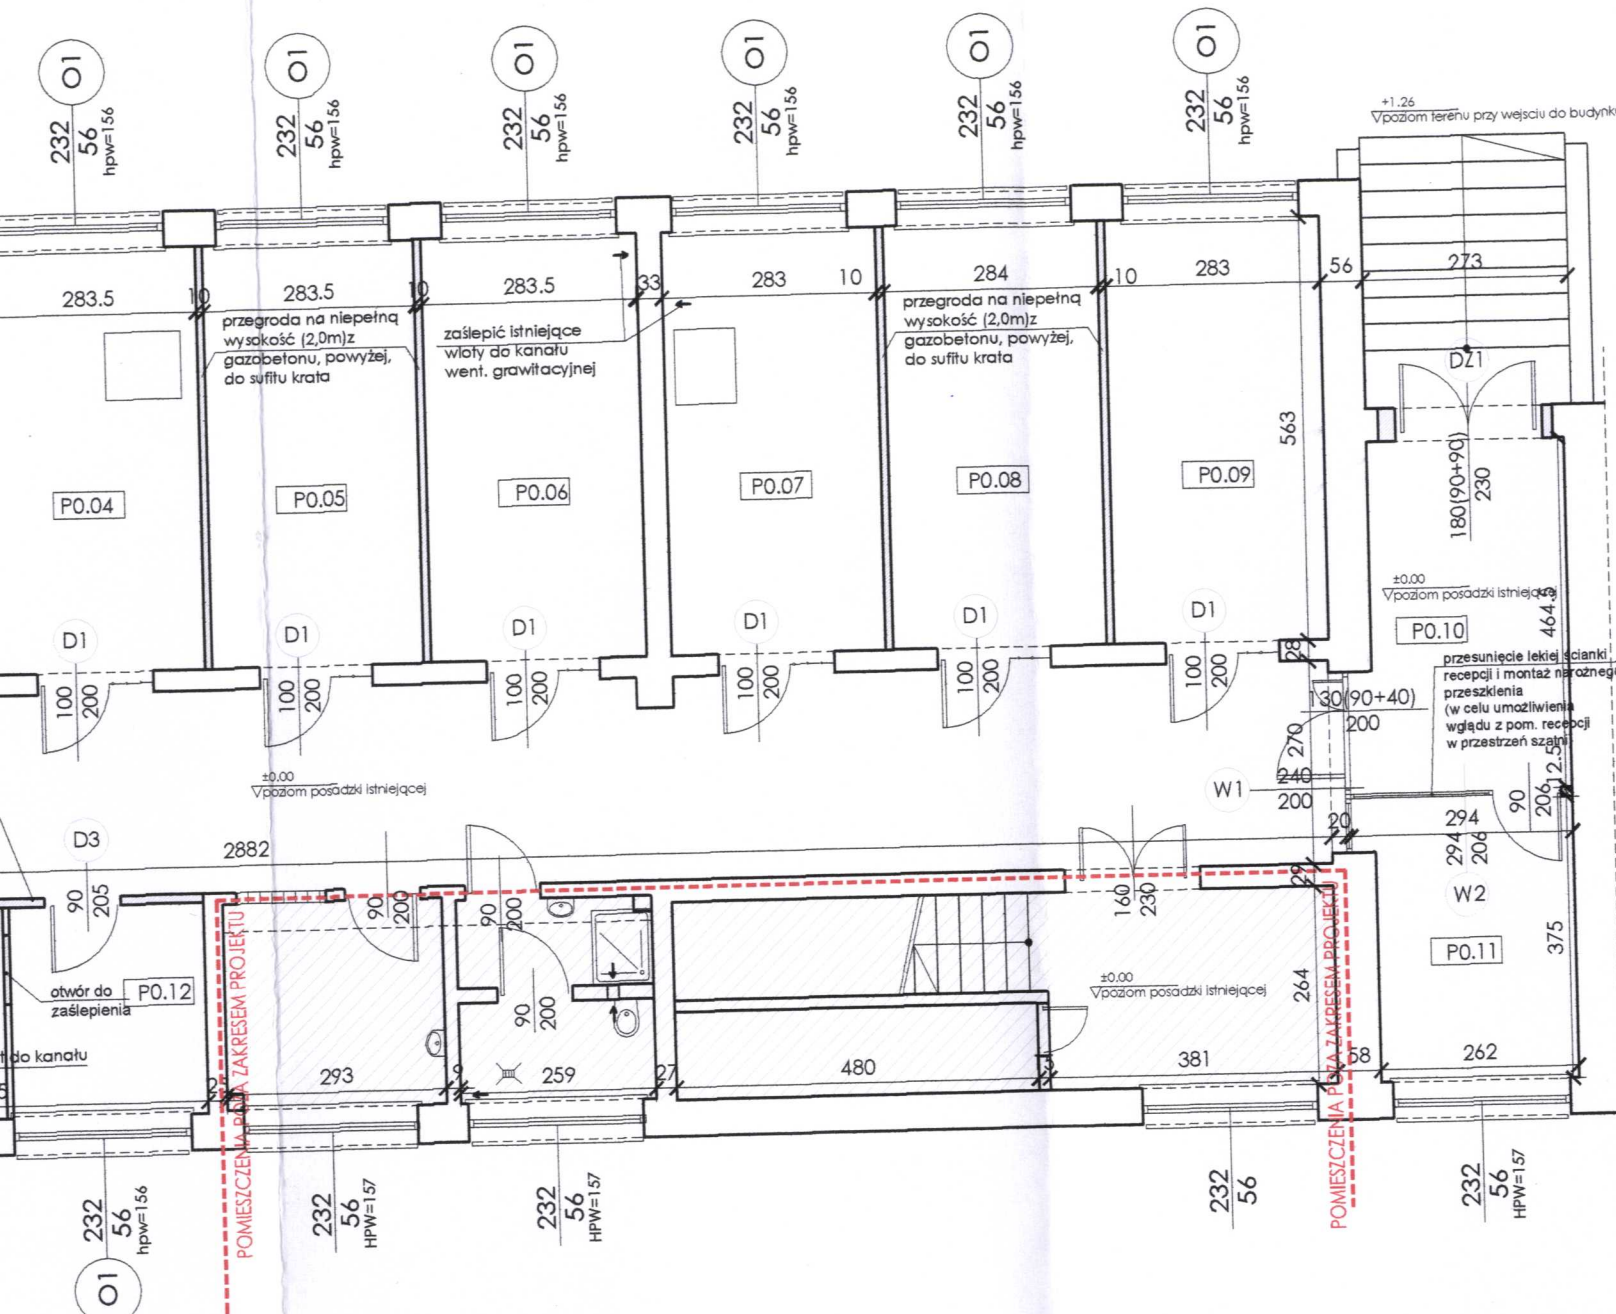 O1
O1
O1
O1
O1
O1
232
56
hpw=156
232
56
hpw=156
232
56
hpw=156
232
56
hpw=156
232
56
hpw=156
232
56
hpw=156
+1.26
poziom terenu przy wejsciu do budynku
283.5
10
283.5
10
283.5
33
283
10
284
10
283
56
273
przegroda na niepełną
wysokość (2,0m)z
gazobetonu, powyżej,
do sufitu krata
zaślepić istniejące
wloty do kanału
went. grawitacyjnej
przegroda na niepełną
wysokość (2,0m)z
gazobetonu, powyżej,
do sufitu krata
DZ1
563
180(90+90)
230
P0.04
P0.05
P0.06
P0.07
P0.08
P0.09
±0.00
poziom posadzki istniejącej
464.5
P0.10
D1
D1
D1
D1
D1
D1
28
100
200
100
200
100
200
100
200
100
200
100
200
przesunięcie lekiej ścianki
recepcji i montaż narożnego
przeszklenia
(w celu umożliwienia
wglądu z pom. recepcji
w przestrzeń szatni)
130(90+40)
200
270
240
200
W1
12.5
90
206
±0.00
poziom posadzki istniejącej
D3
2882
20
294
294
206
29
90
205
90
200
90
200
160
230
W2
P0.11
375
P0.12
otwór do
zaślepienia
t do kanału
90
200
±0.00
poziom posadzki istniejącej
264
293
9
259
27
480
15
381
58
262
POMIESZCZENIA POZA ZAKRESEM PROJEKTU
POMIESZCZENIA POZA ZAKRESEM PROJEKTU
232
56
hpw=156
232
56
HPW=157
232
56
HPW=157
232
56
232
56
HPW=157
O1